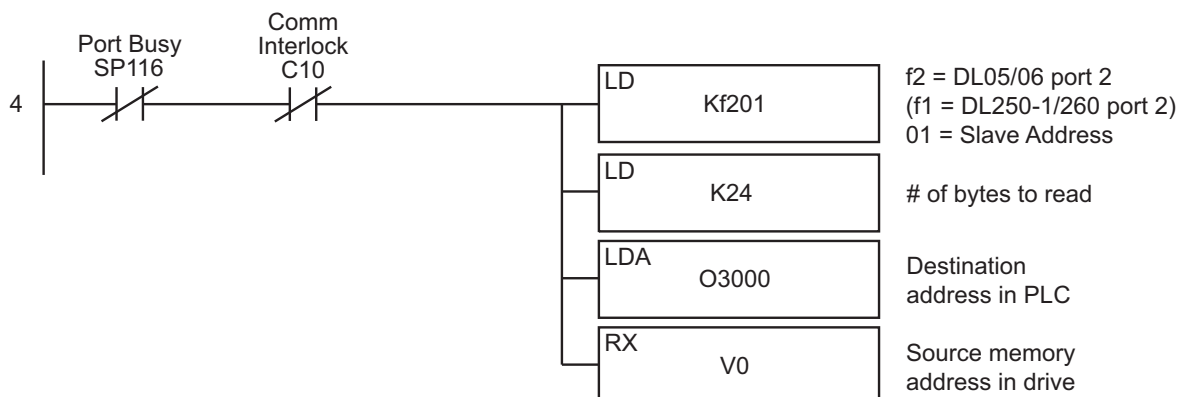 Port Busy
SP116
Comm
Interlock
C10
4
LD
Kf201
f2 = DL05/06 port 2
(f1 = DL250-1/260 port 2)
01 = Slave Address
LD
K24
# of bytes to read
LDA
O3000
Destination
address in PLC
RX
V0
Source memory
address in drive